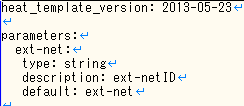 heat_template_version: 2013-05-23
parameters:
  ext-net:
    type: string
    description: ext-netID
    default: ext-net